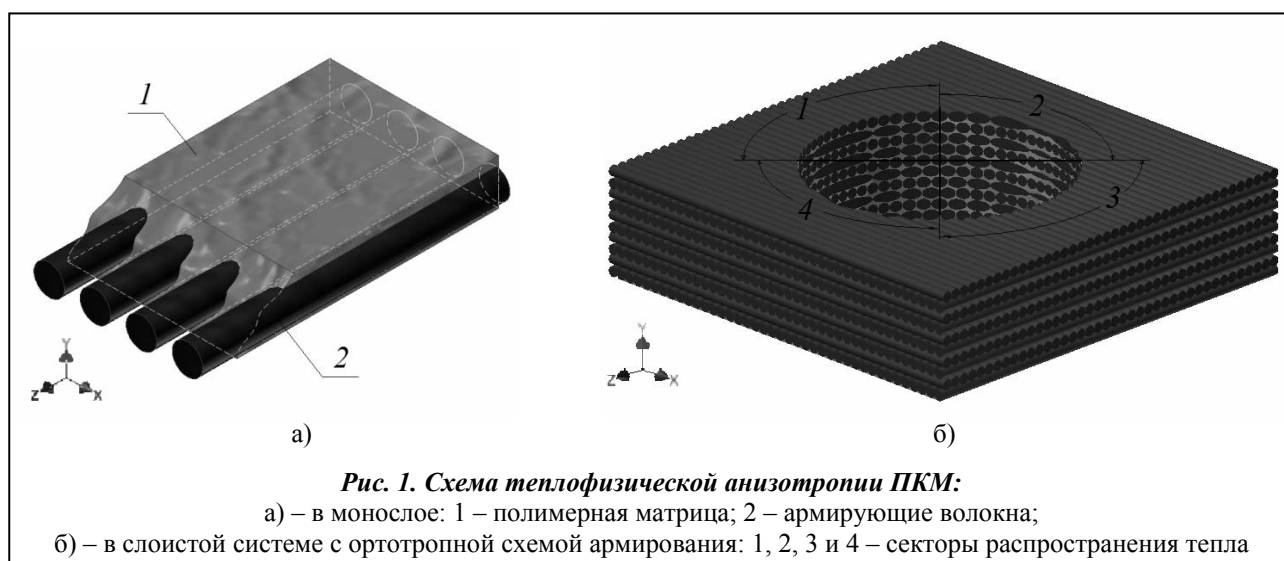 1
2
Y
Z
X
1
2
3
4
Y
Z
X
а)
б)
Рис. 1. Схема теплофизической анизотропии ПКМ:
а) – в монослое: 1 – полимерная матрица; 2 – армирующие волокна;
б) – в слоистой системе с ортотропной схемой армирования: 1, 2, 3 и 4 – секторы распространения тепла